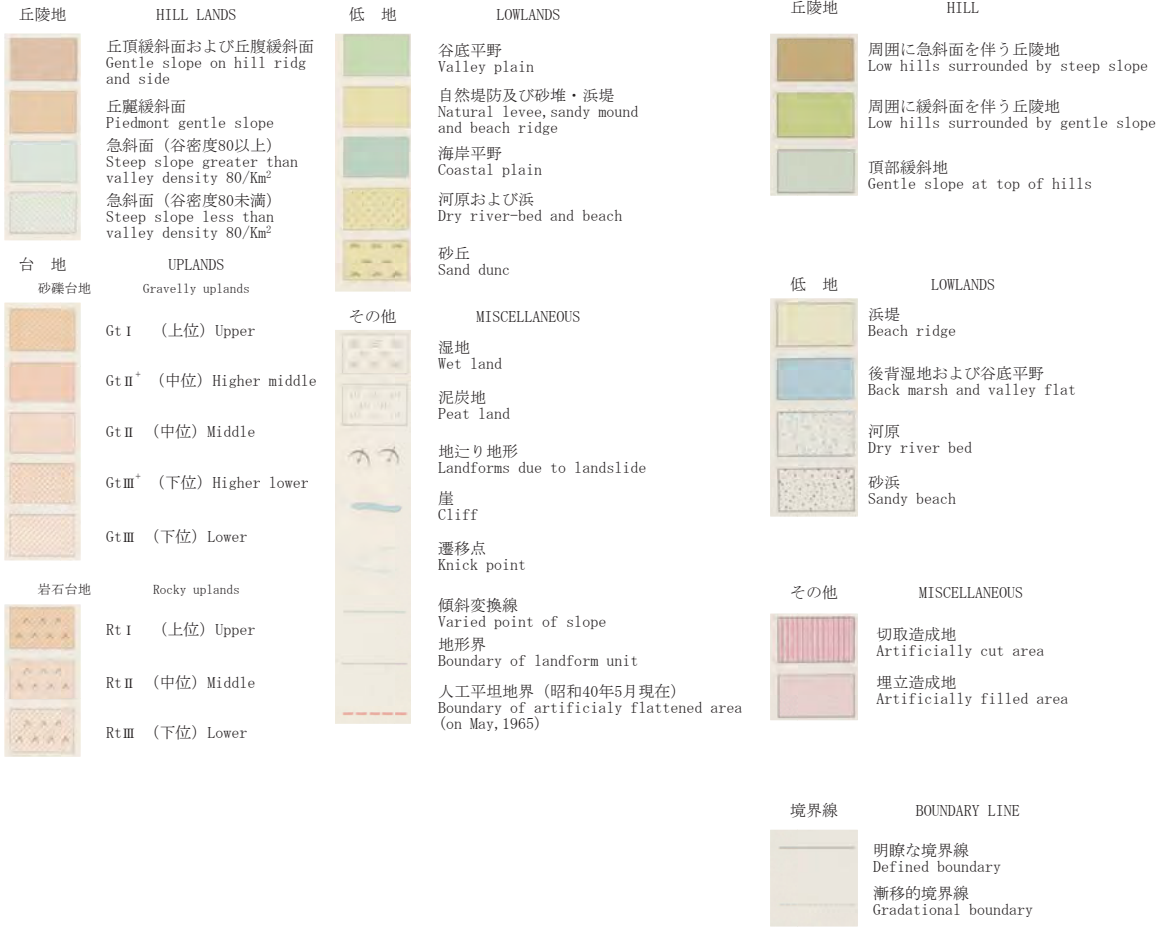 丘陵地 HILL LANDS
丘頂緩斜面および丘腹緩斜面
Gentle slope on hill ridg
and side
丘麗緩斜面
Piedmont gentle slope
急斜面（谷密度80以上）
Steep slope greater than
valley density 80/Km²
急斜面（谷密度80未満）
Steep slope less than
valley density 80/Km²
台 地 UPLANDS
砂礫台地 Gravelly uplands
GtⅠ （上位）Upper
GtⅡ⁺ （中位）Higher middle
GtⅡ （中位）Middle
GtⅢ⁺ （下位）Higher lower
GtⅢ （下位）Lower
岩石台地 Rocky uplands
RtⅠ （上位）Upper
RtⅡ （中位）Middle
RtⅢ （下位）Lower
低 地 LOWLANDS
谷底平野
Valley plain
自然堤防及び砂堆・浜堤
Natural levee,sandy mound
and beach ridge
海岸平野
Coastal plain
河原および浜
Dry river-bed and beach
砂丘
Sand dunc
その他 MISCELLANEOUS
湿地
Wet land
泥炭地
Peat land
地辷り地形
Landforms due to landslide
崖
Cliff
遷移点
Knick point
傾斜変換線
Varied point of slope
地形界
Boundary of landform unit
人工平坦地界（昭和40年5月現在）
Boundary of artificialy flattened area
(on May,1965)
丘陵地 HILL
周囲に急斜面を伴う丘陵地
Low hills surrounded by steep slope
周囲に緩斜面を伴う丘陵地
Low hills surrounded by gentle slope
頂部緩斜地
Gentle slope at top of hills
低 地 LOWLANDS
浜堤
Beach ridge
後背湿地および谷底平野
Back marsh and valley flat
河原
Dry river bed
砂浜
Sandy beach
その他 MISCELLANEOUS
切取造成地
Artificially cut area
埋立造成地
Artificially filled area
境界線 BOUNDARY LINE
明瞭な境界線
Defined boundary
漸移的境界線
Gradational boundary